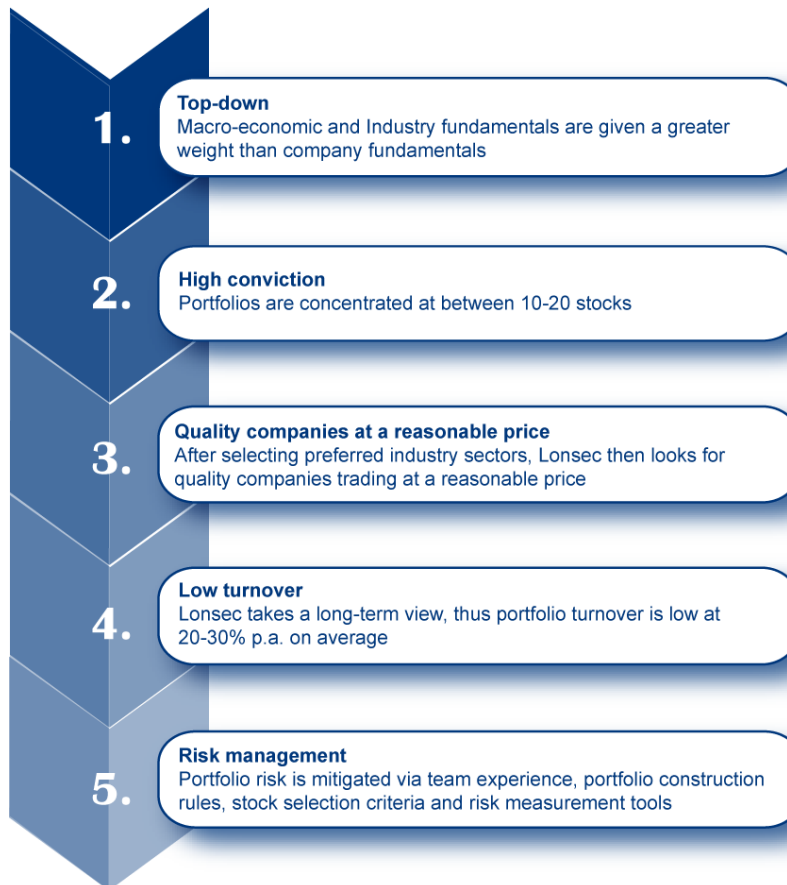 1.
Top-down
Macro-economic and Industry fundamentals are given a greater
weight than company fundamentals
2.
High conviction
Portfolios are concentrated at between 10-20 stocks
3.
Quality companies at a reasonable price
After selecting preferred industry sectors, Lonsec then looks for
quality companies trading at a reasonable price
4.
Low turnover
Lonsec takes a long-term view, thus portfolio turnover is low at
20-30% p.a. on average
5.
Risk management
Portfolio risk is mitigated via team experience, portfolio construction
rules, stock selection criteria and risk measurement tools